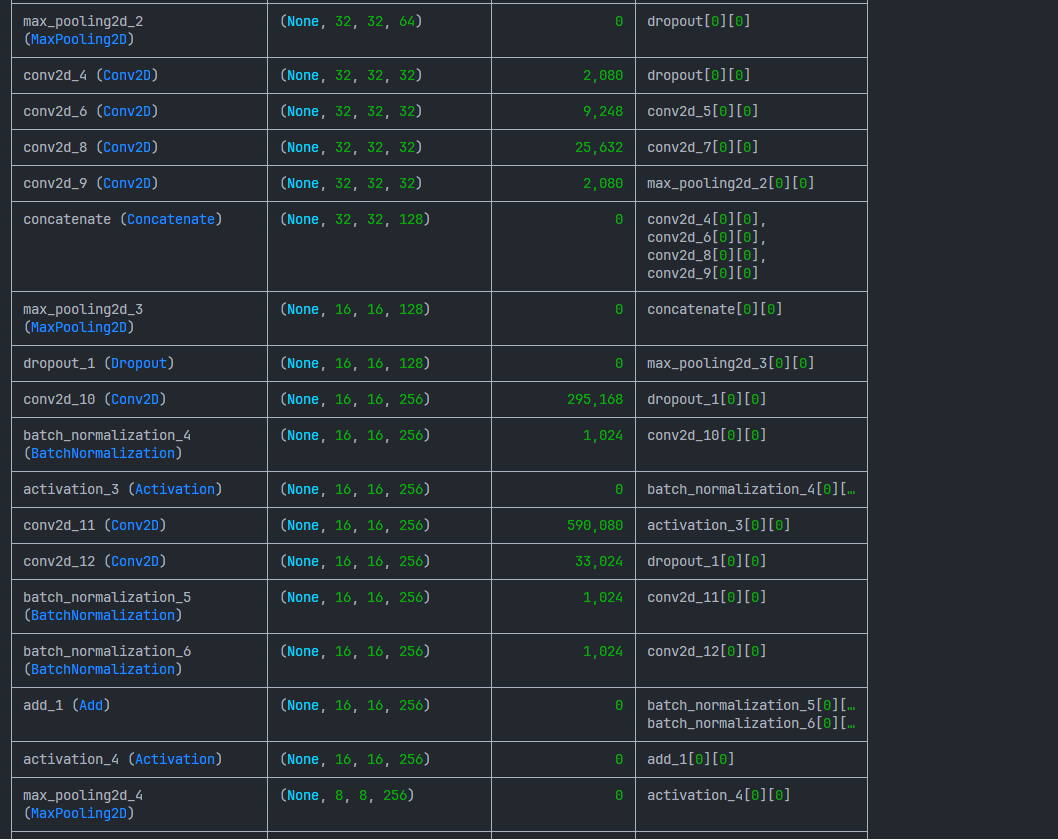 max_pooling2d_2 (None, 32, 32, 64) 0 dropout[0][0]
(MaxPooling2D)
conv2d_4 (Conv2D) (None, 32, 32, 32) 2,080 dropout[0][0]
conv2d_6 (Conv2D) (None, 32, 32, 32) 9,248 conv2d_5[0][0]
conv2d_8 (Conv2D) (None, 32, 32, 32) 25,632 conv2d_7[0][0]
conv2d_9 (Conv2D) (None, 32, 32, 32) 2,080 max_pooling2d_2[0][0]
concatenate (Concatenate) (None, 32, 32, 128) 0 conv2d_4[0][0],
conv2d_6[0][0],
conv2d_8[0][0],
conv2d_9[0][0]
max_pooling2d_3 (None, 16, 16, 128) 0 concatenate[0][0]
(MaxPooling2D)
dropout_1 (Dropout) (None, 16, 16, 128) 0 max_pooling2d_3[0][0]
conv2d_10 (Conv2D) (None, 16, 16, 256) 295,168 dropout_1[0][0]
batch_normalization_4 (None, 16, 16, 256) 1,024 conv2d_10[0][0]
(BatchNormalization)
activation_3 (Activation) (None, 16, 16, 256) 0 batch_normalization_4[0][…
conv2d_11 (Conv2D) (None, 16, 16, 256) 590,080 activation_3[0][0]
conv2d_12 (Conv2D) (None, 16, 16, 256) 33,024 dropout_1[0][0]
batch_normalization_5 (None, 16, 16, 256) 1,024 conv2d_11[0][0]
(BatchNormalization)
batch_normalization_6 (None, 16, 16, 256) 1,024 conv2d_12[0][0]
(BatchNormalization)
add_1 (Add) (None, 16, 16, 256) 0 batch_normalization_5[0][…
batch_normalization_6[0][…
activation_4 (Activation) (None, 16, 16, 256) 0 add_1[0][0]
max_pooling2d_4 (None, 8, 8, 256) 0 activation_4[0][0]
(MaxPooling2D)